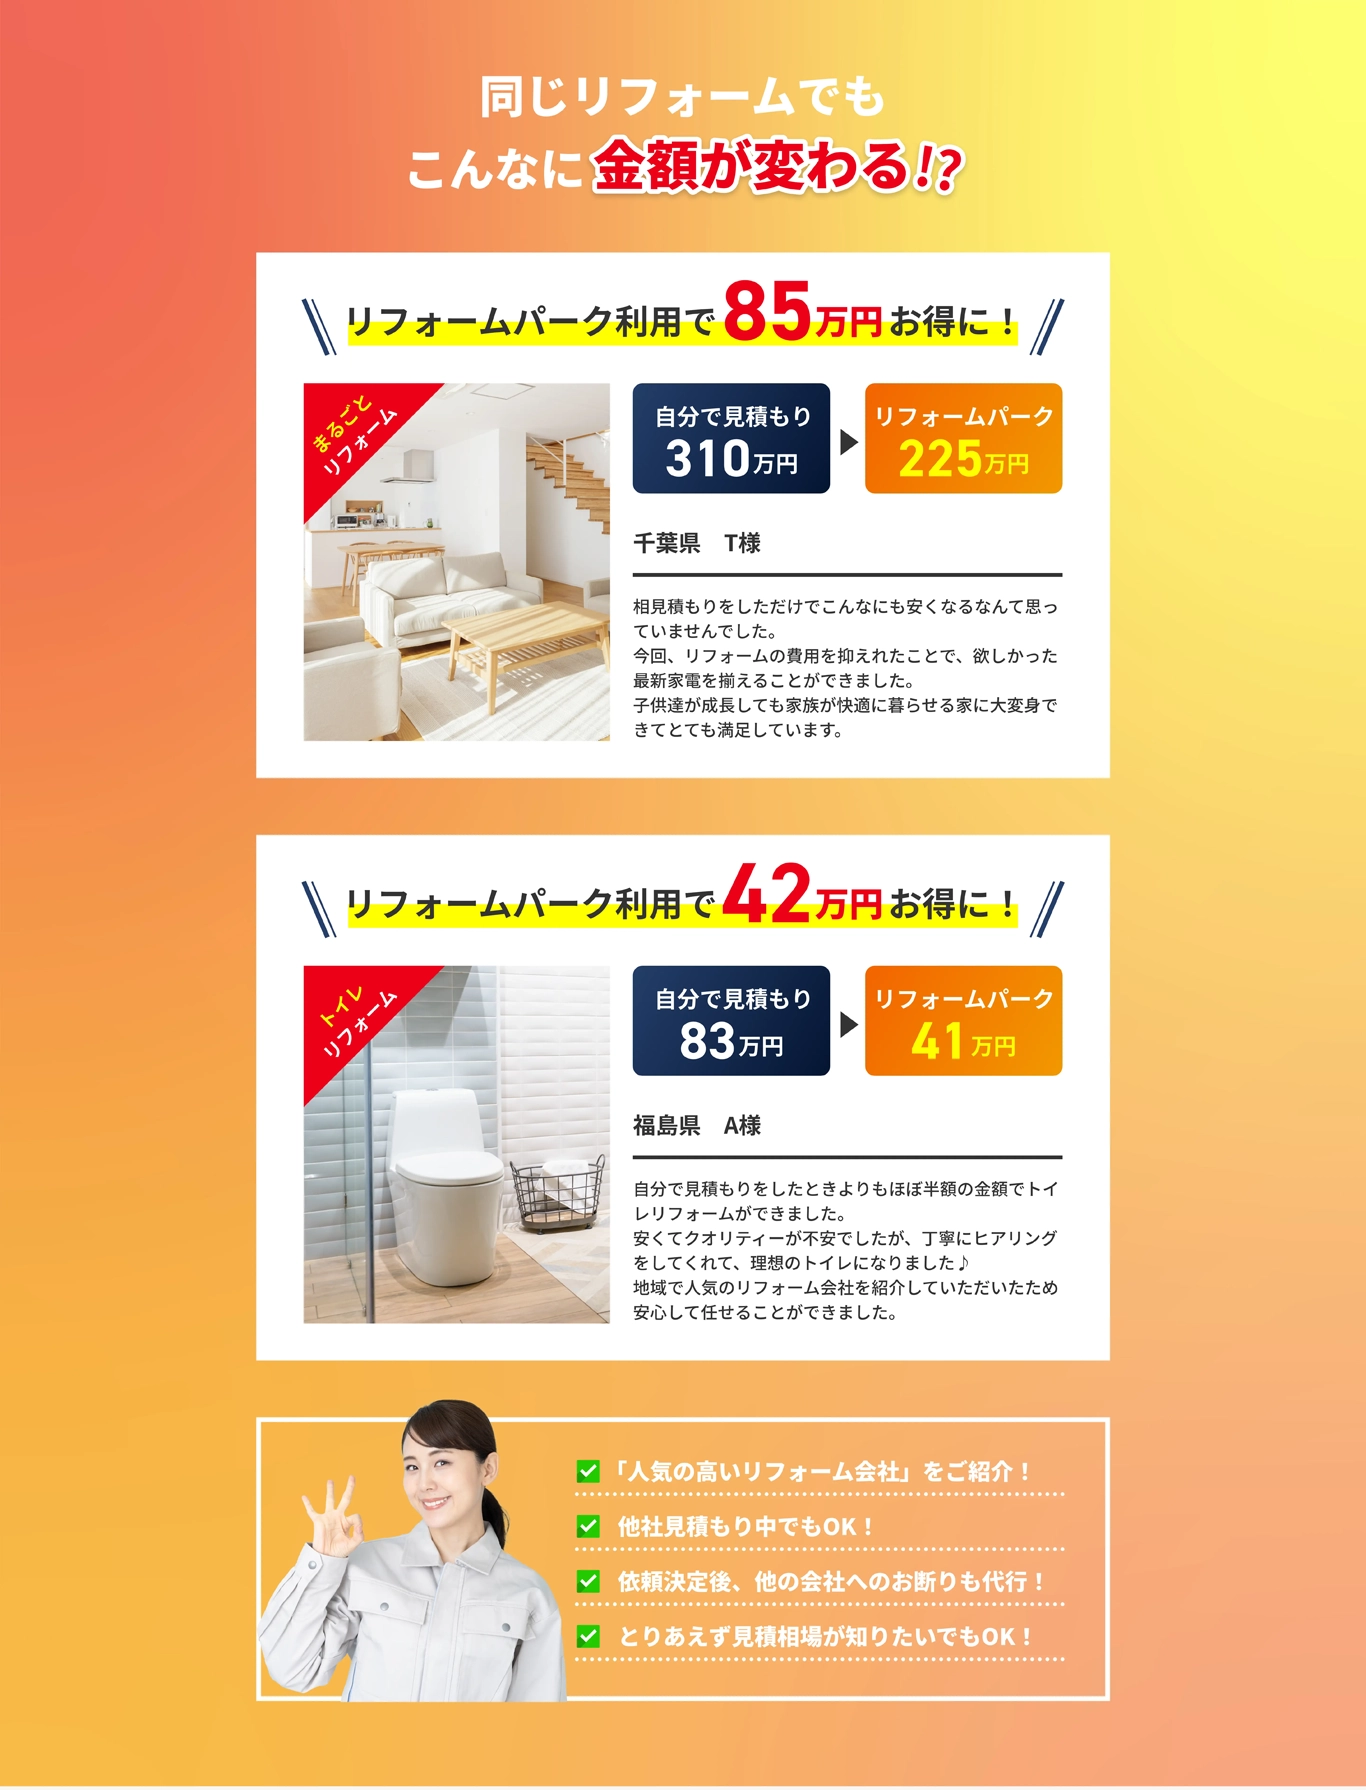 同じリフォームでも
こんなに金額が変わる!?
リフォームパーク利用で85万円お得に！
まるごと
リフォーム
自分で見積もり
310万円
リフォームパーク
225万円
千葉県　T様
相見積もりをしただけでこんなにも安くなるなんて思っ
ていませんでした。
今回、リフォームの費用を抑えれたことで、欲しかった
最新家電を揃えることができました。
子供達が成長しても家族が快適に暮らせる家に大変身で
きてとても満足しています。
リフォームパーク利用で42万円お得に！
トイレ
リフォーム
自分で見積もり
83万円
リフォームパーク
41万円
福島県　A様
自分で見積もりをしたときよりもほぼ半額の金額でトイ
レリフォームができました。
安くてクオリティーが不安でしたが、丁寧にヒアリング
をしてくれて、理想のトイレになりました♪
地域で人気のリフォーム会社を紹介していただいたため
安心して任せることができました。
「人気の高いリフォーム会社」をご紹介！
他社見積もり中でもOK！
依頼決定後、他の会社へのお断りも代行！
とりあえず見積相場が知りたいでもOK！